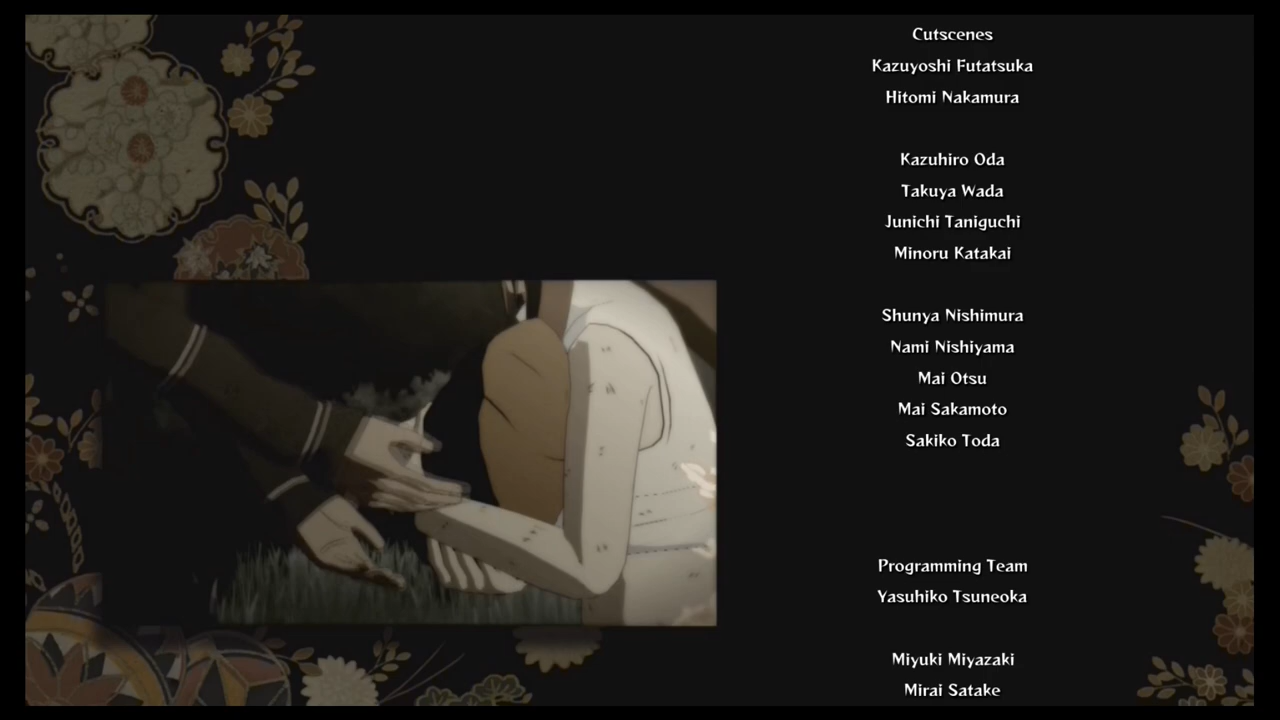 Cutscenes
Kazuyoshi Futatsuka
Hitomi Nakamura
Kazuhiro Oda
Takuya Wada
Junichi Taniguchi
Minoru Katakai
Shunya Nishimura
Nami Nishiyama
Mai Otsu
Mai Sakamoto
Sakiko Toda
Programming Team
Yasuhiko Tsuneoka
Miyuki Miyazaki
Mirai Satake